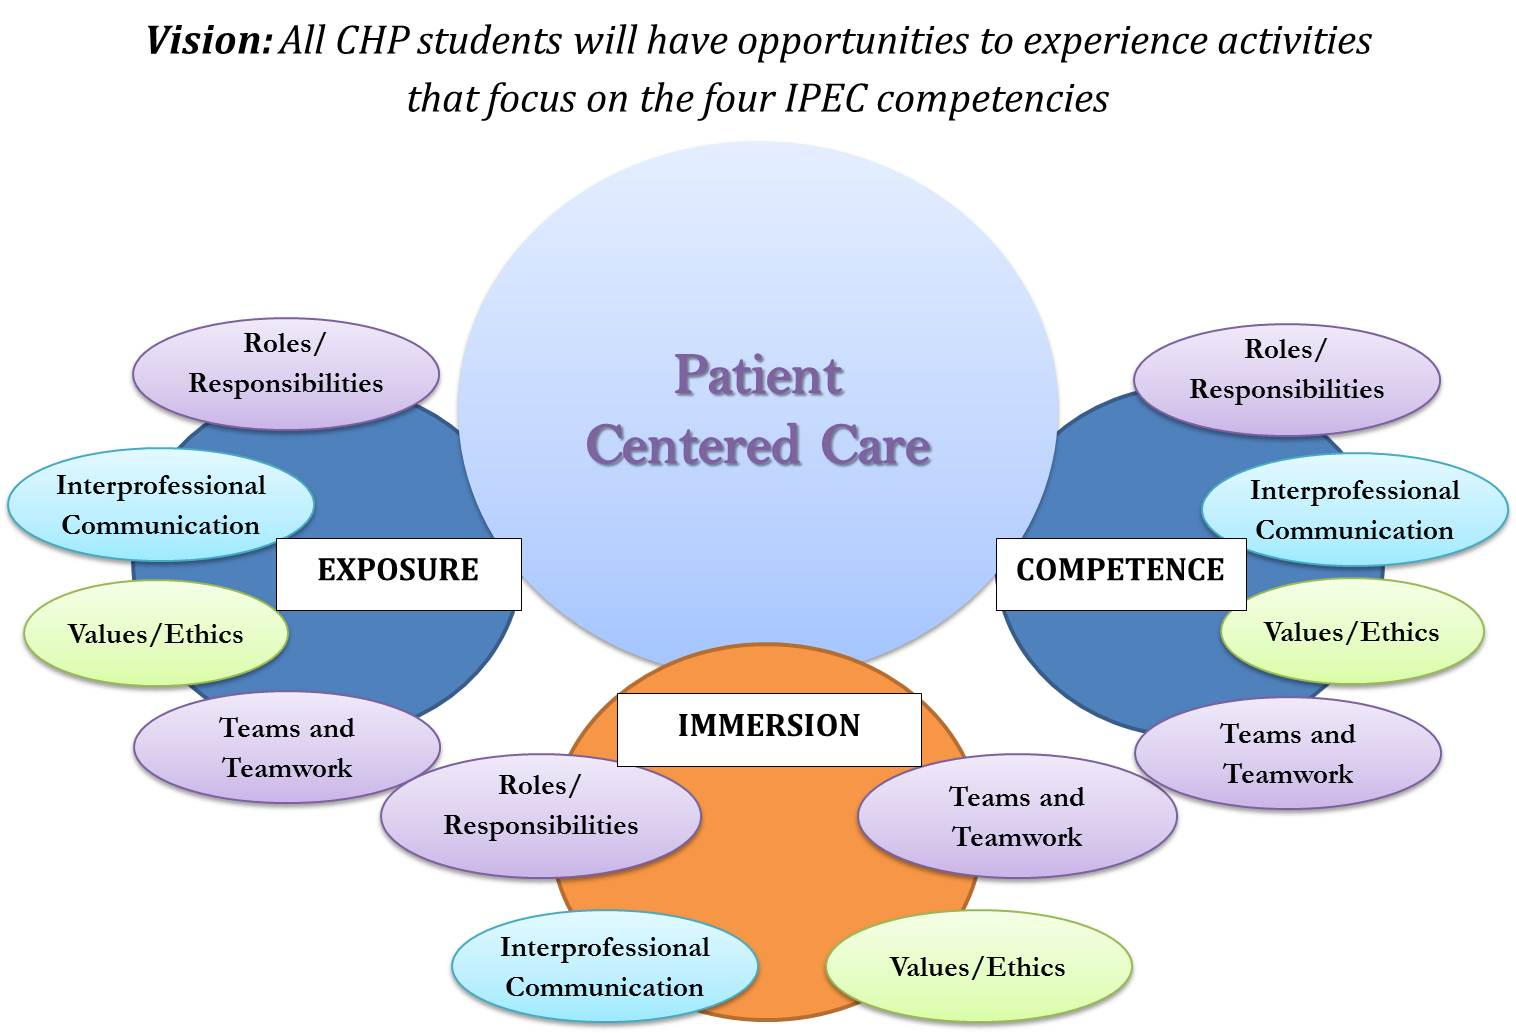 Vision: All CHP students will have opportunities to experience activities
that focus on the four IPEC competencies
Patient
Centered Care
EXPOSURE
Roles/
Responsibilities
Interprofessional
Communication
Values/Ethics
Teams and
Teamwork
IMMERSION
Roles/
Responsibilities
Interprofessional
Communication
Values/Ethics
Teams and
Teamwork
COMPETENCE
Roles/
Responsibilities
Interprofessional
Communication
Values/Ethics
Teams and
Teamwork